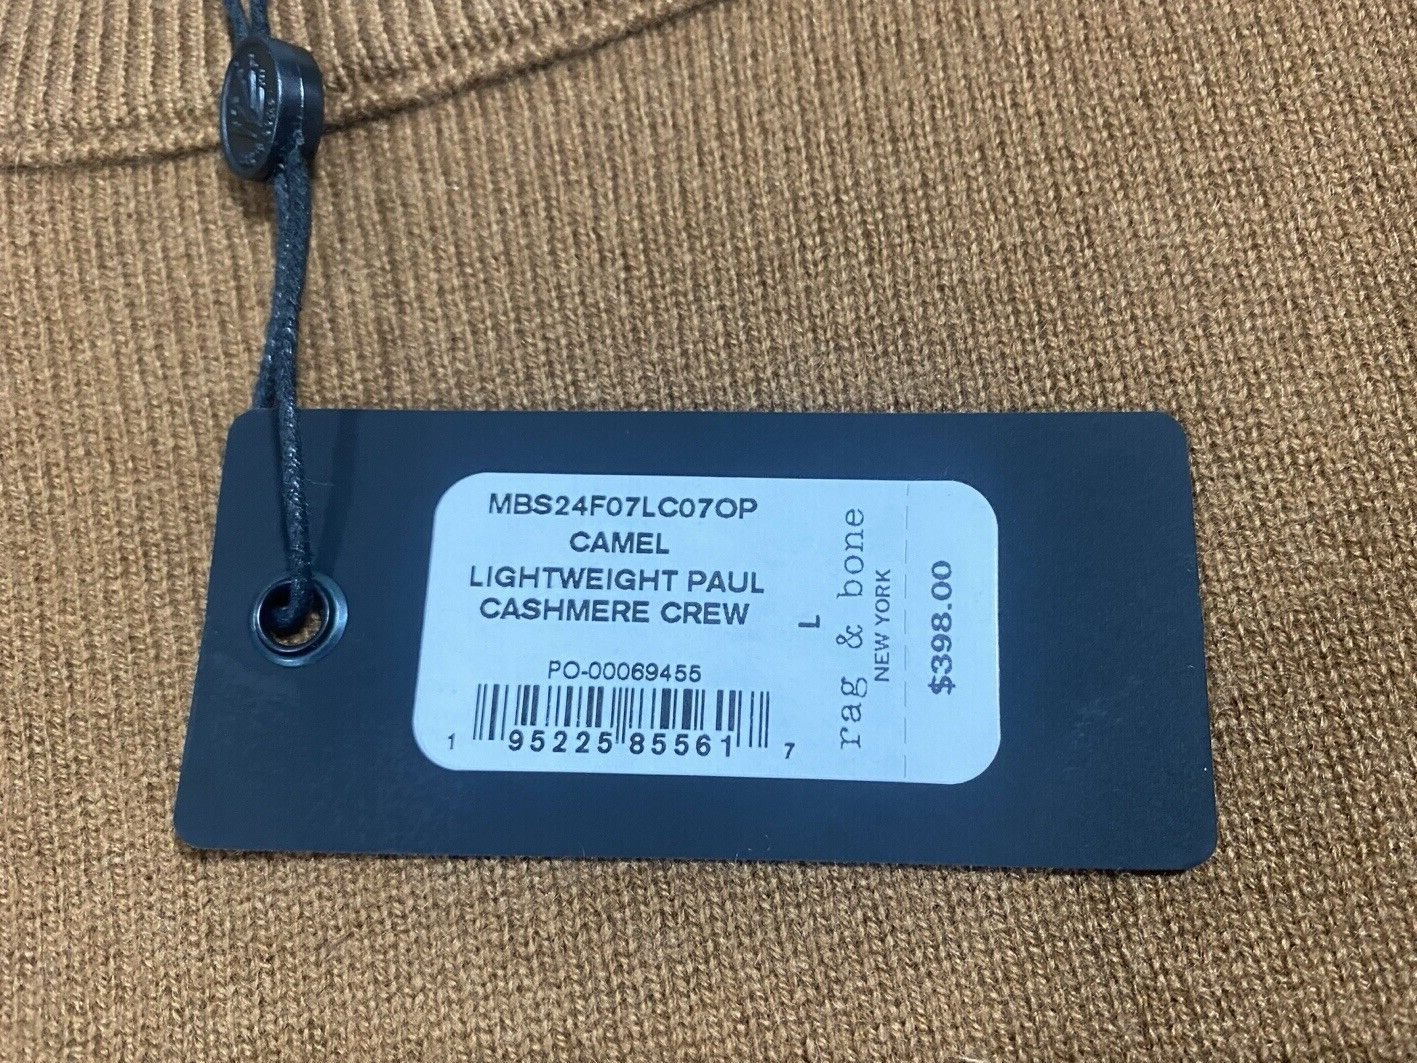 MBS24F07LC07OP
CAMEL
LIGHTWEIGHT PAUL
CASHMERE CREW
PO-00069455
1 95225 85561 7
L
rag & bone
NEW YORK
$398.00